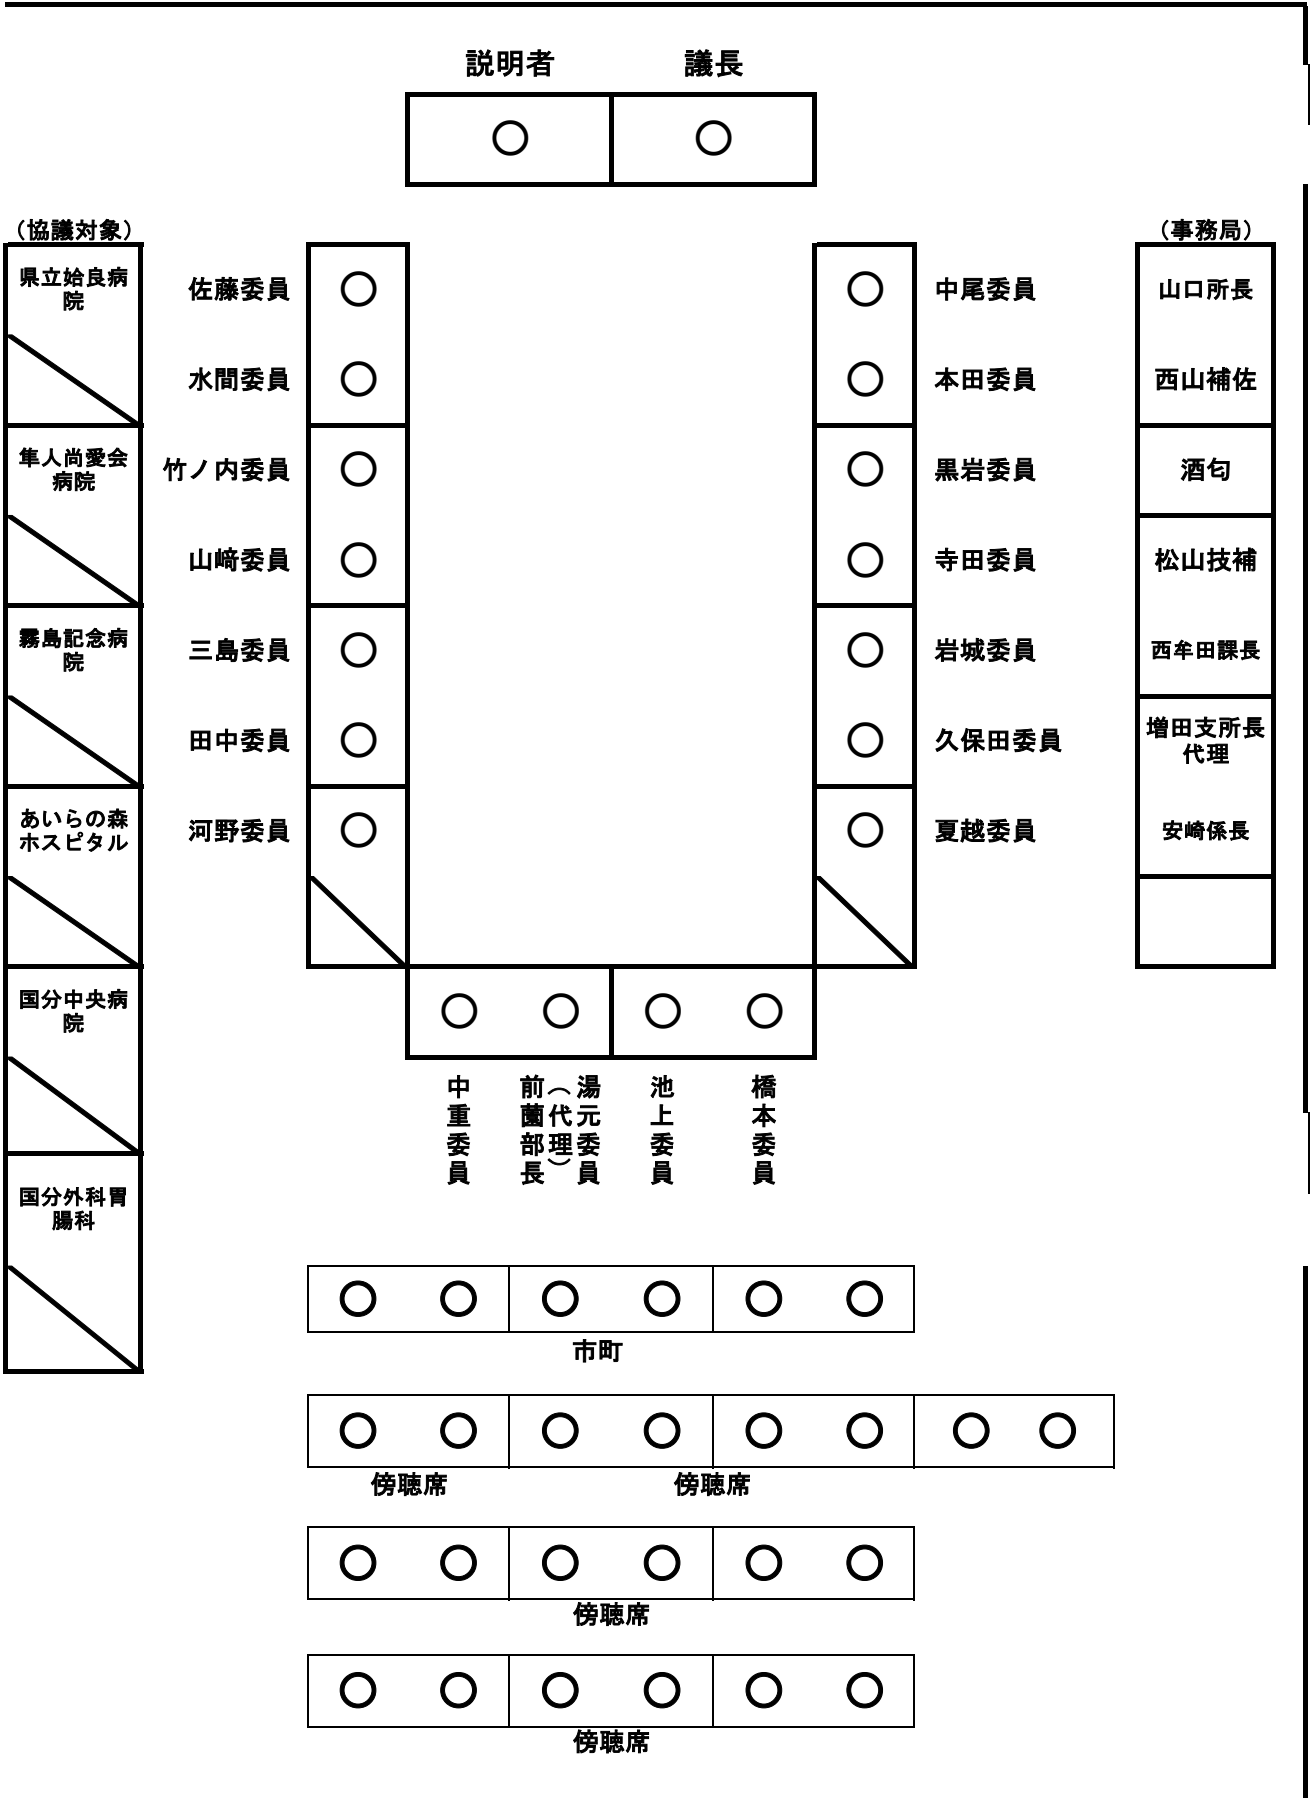 説明者
議長
（協議対象）
県立姶良病
院
隼人尚愛会
病院
霧島記念病
院
あいらの森
ホスピタル
国分中央病
院
国分外科胃
腸科
佐藤委員
水間委員
竹ノ内委員
山﨑委員
三島委員
田中委員
河野委員
中尾委員
本田委員
黒岩委員
寺田委員
岩城委員
久保田委員
夏越委員
（事務局）
山口所長
西山補佐
酒匂
松山技補
西牟田課長
増田支所長
代理
安崎係長
中重委員
湯元委員
（代理）
前薗部長
池上委員
橋本委員
市町
傍聴席
傍聴席
傍聴席
傍聴席